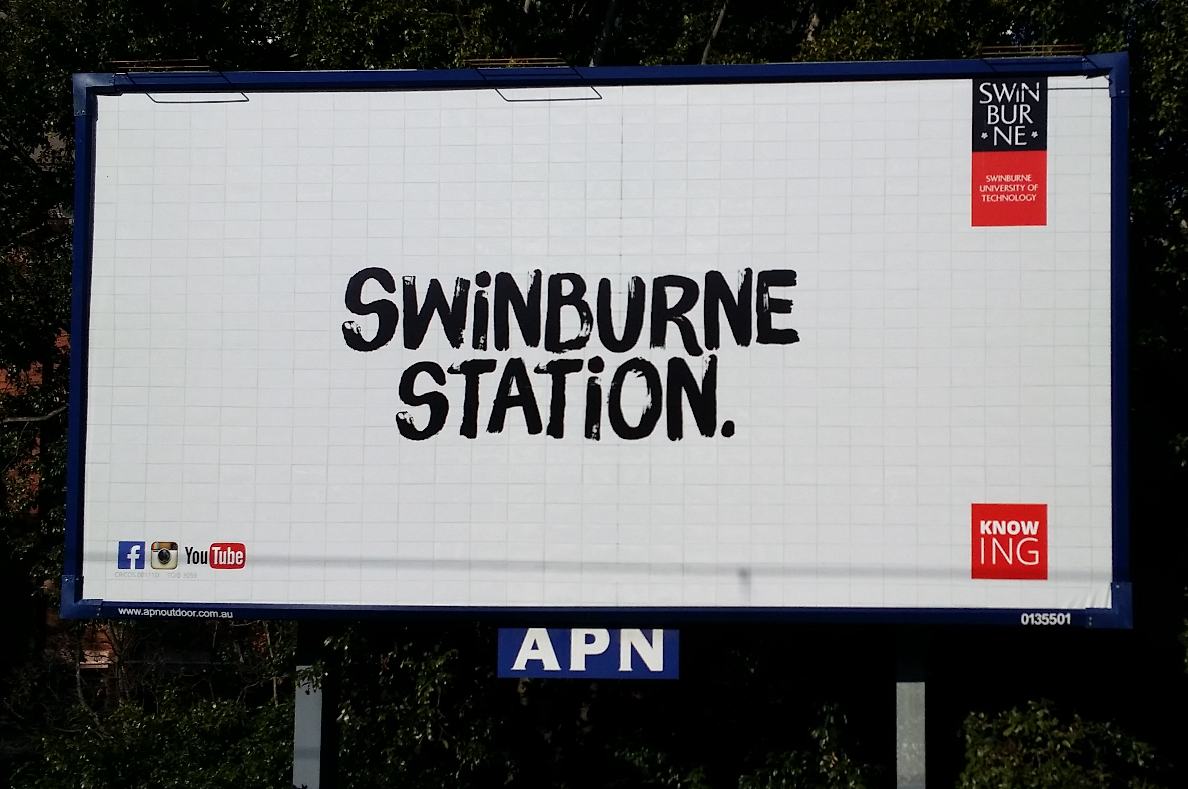 SWiN
BUR
NE
SWINBURNE
UNIVERSITY OF
TECHNOLOGY
SWiNBURNE
STATiON.
KNOW
ING
f YouTube
www.apnoutdoor.com.au
0135501
APN